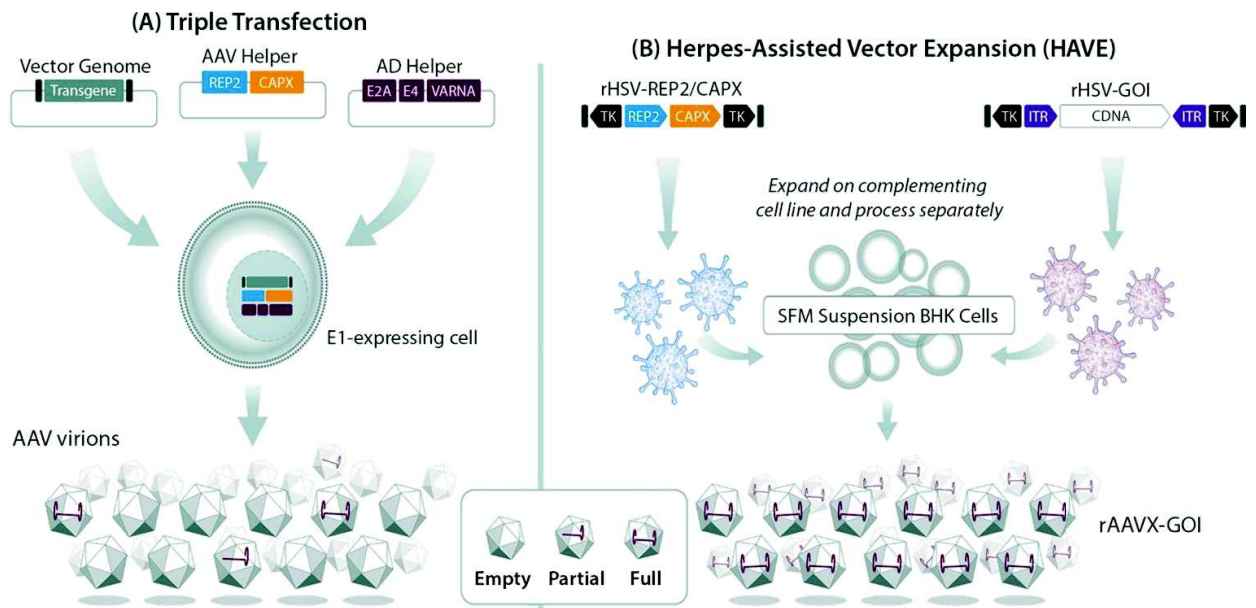 (A) Triple Transfection
Vector Genome
Transgene
AAV Helper
REP2 CAPX
AD Helper
E2A E4 VARNA
E1-expressing cell
AAV virions
(B) Herpes-Assisted Vector Expansion (HAVE)
rHSV-REP2/CAPX
TK REP2 CAPX TK
rHSV-GOI
TK ITR CDNA ITR TK
Expand on complementing
cell line and process separately
SFM Suspension BHK Cells
rAAVX-GOI
Empty Partial Full